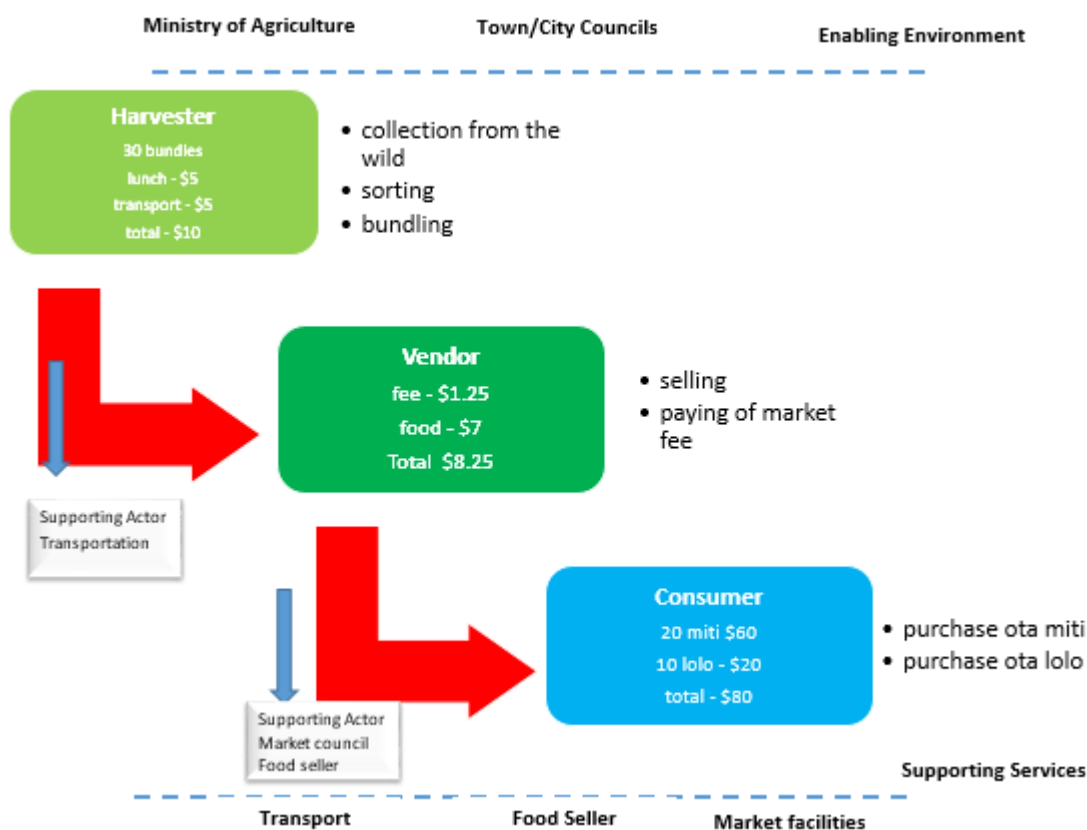 Ministry of Agriculture
Town/City Councils
Enabling Environment
Harvester
30 bundles
lunch - $5
transport - $5
total - $10
• collection from the
wild
• sorting
• bundling
Vendor
fee - $1.25
food - $7
Total $8.25
• selling
• paying of market
fee
Supporting Actor
Transportation
Consumer
20 miti $60
10 lolo - $20
total - $80
• purchase ota miti
• purchase ota lolo
Supporting Actor
Market council
Food seller
Supporting Services
Transport
Food Seller
Market facilities